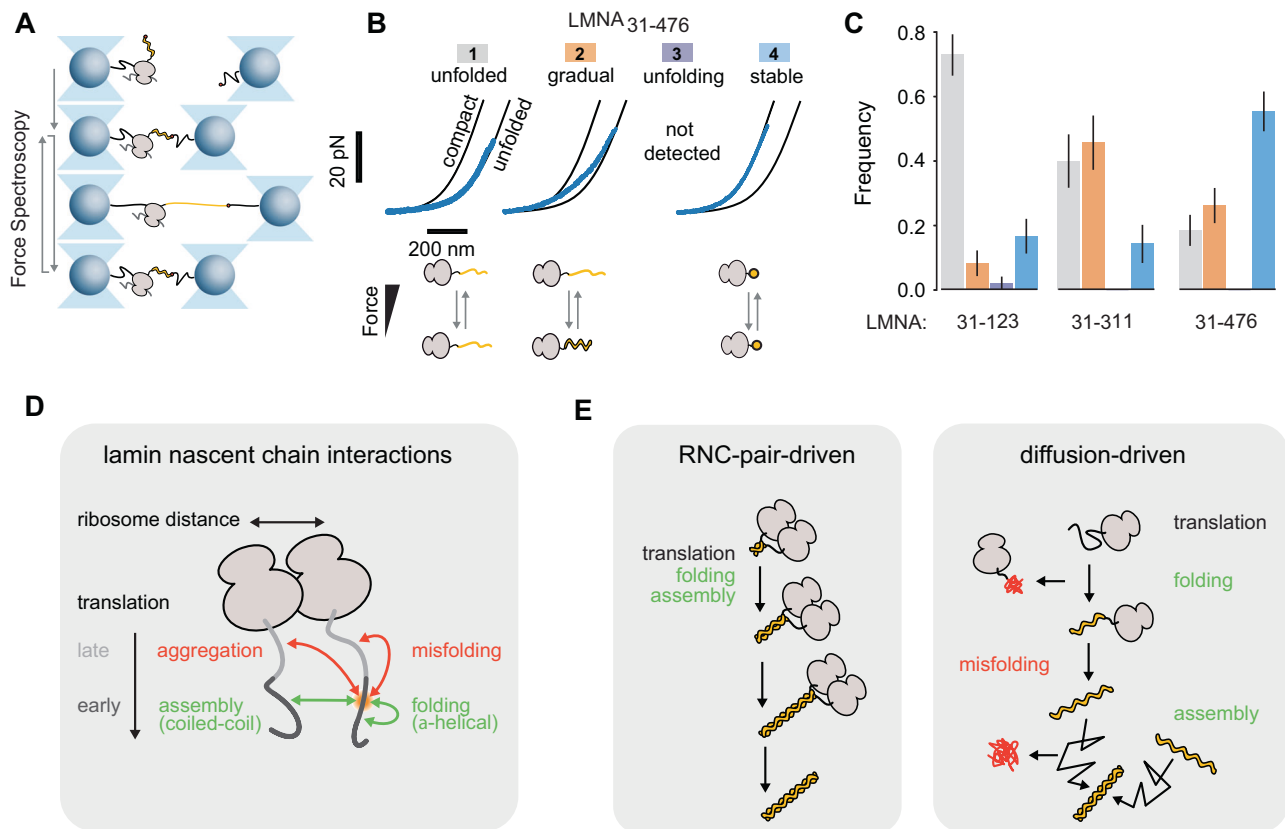 A
Force Spectroscopy
B
LMNA 31-476
1 2 3 4
unfolded gradual unfolding stable
compact
unfolded
not
detected
20 pN
200 nm
Force
C
Frequency
0.8
0.6
0.4
0.2
0.0
LMNA: 31-123 31-311 31-476
D
lamin nascent chain interactions
ribosome distance
translation
late aggregation misfolding
early assembly folding
(coiled-coil) (a-helical)
E
RNC-pair-driven
translation
folding
assembly
diffusion-driven
translation
folding
misfolding
assembly